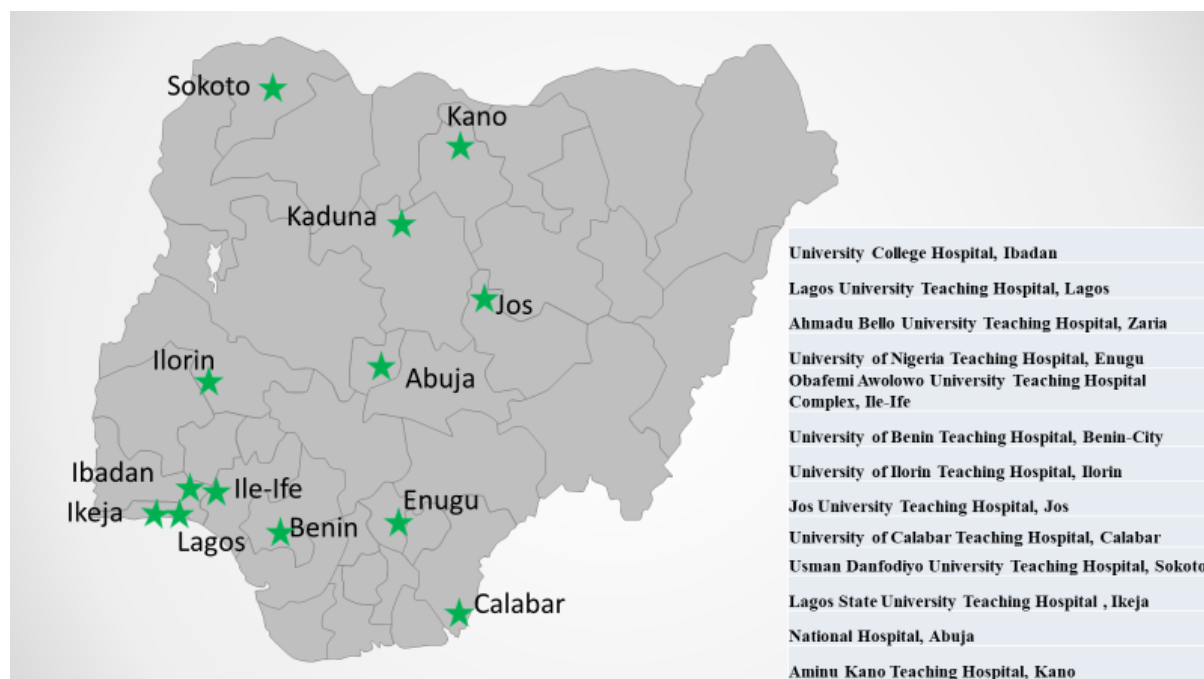 Sokoto
Kano
Kaduna
Jos
Ilorin
Abuja
Ibadan
Ile-Ife
Enugu
Ikeja
Lagos
Benin
Calabar
University College Hospital, Ibadan
Lagos University Teaching Hospital, Lagos
Ahmadu Bello University Teaching Hospital, Zaria
University of Nigeria Teaching Hospital, Enugu
Obafemi Awolowo University Teaching Hospital
Complex, Ile-Ife
University of Benin Teaching Hospital, Benin-City
University of Ilorin Teaching Hospital, Ilorin
Jos University Teaching Hospital, Jos
University of Calabar Teaching Hospital, Calabar
Usman Danfodiyo University Teaching Hospital, Sokoto
Lagos State University Teaching Hospital , Ikeja
National Hospital, Abuja
Aminu Kano Teaching Hospital, Kano